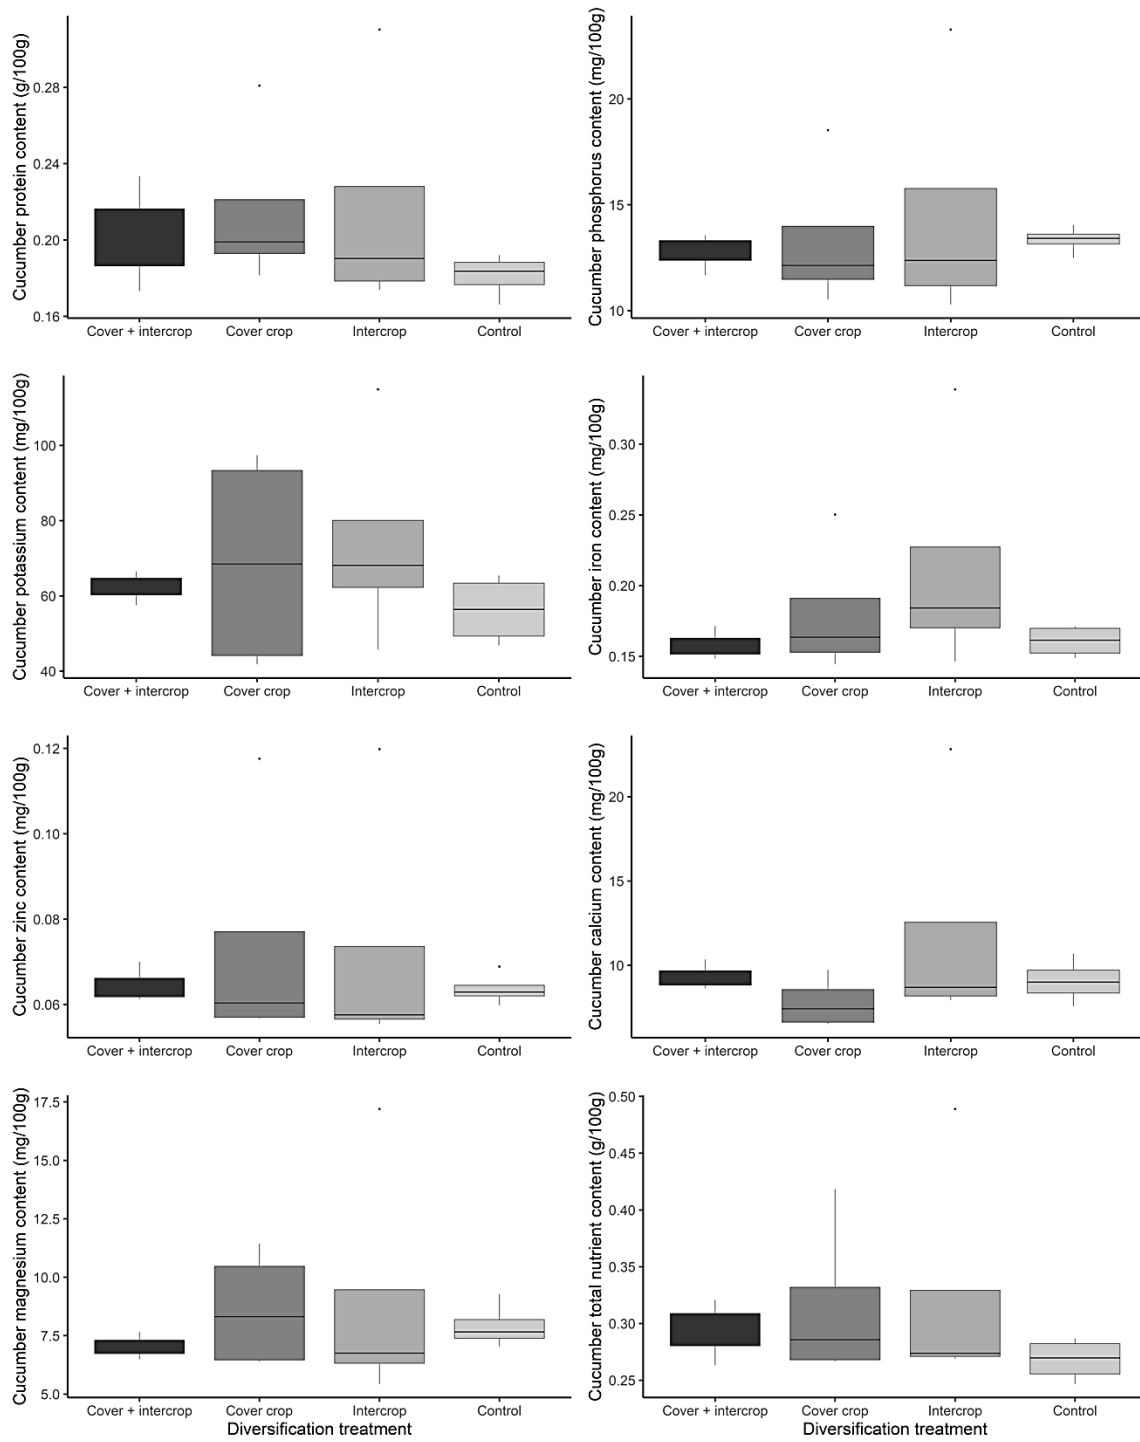 Cucumber protein content (g/100g)
0.28
0.24
0.20
0.16
Cover + intercrop Cover crop Intercrop Control
Cucumber phosphorus content (mg/100g)
20
15
10
Cover + intercrop Cover crop Intercrop Control
Cucumber potassium content (mg/100g)
100
80
60
40
Cover + intercrop Cover crop Intercrop Control
Cucumber iron content (mg/100g)
0.30
0.25
0.20
0.15
Cover + intercrop Cover crop Intercrop Control
Cucumber zinc content (mg/100g)
0.12
0.10
0.08
0.06
Cover + intercrop Cover crop Intercrop Control
Cucumber calcium content (mg/100g)
20
15
10
Cover + intercrop Cover crop Intercrop Control
Cucumber magnesium content (mg/100g)
17.5
15.0
12.5
10.0
7.5
5.0
Cover + intercrop Cover crop Intercrop Control
Diversification treatment
Cucumber total nutrient content (g/100g)
0.50
0.45
0.40
0.35
0.30
0.25
Cover + intercrop Cover crop Intercrop Control
Diversification treatment